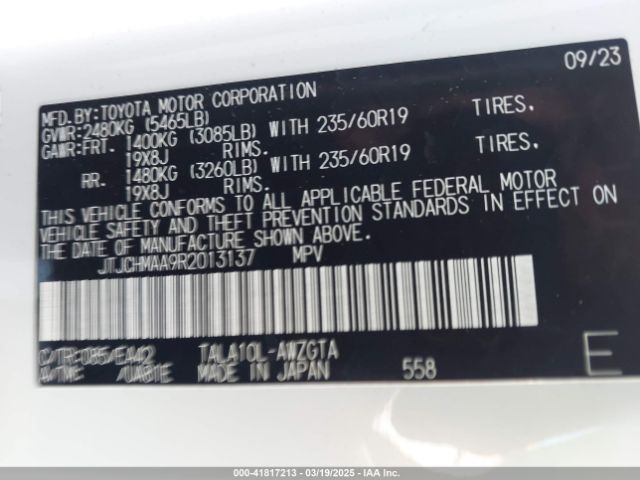 09/23
MFD.BY:TOYOTA MOTOR CORPORATION
GVWR:2480KG (5465LB)
GAWR:FRT. 1400KG (3085LB) WITH 235/60R19 TIRES,
19X8J RIMS.
RR. 1480KG (3260LB) WITH 235/60R19 TIRES,
19X8J RIMS.
THIS VEHICLE CONFORMS TO ALL APPLICABLE FEDERAL MOTOR
VEHICLE SAFETY AND THEFT PREVENTION STANDARDS IN EFFECT ON
THE DATE OF MANUFACTURE SHOWN ABOVE.
JTJCHMAA9R2013137 MPV
C/TR:085/EA42 TALA10L-AWZGTA
A/TM: /UA81E MADE IN JAPAN 558 E
000-41817213 - 03/19/2025 - IAA, Inc.